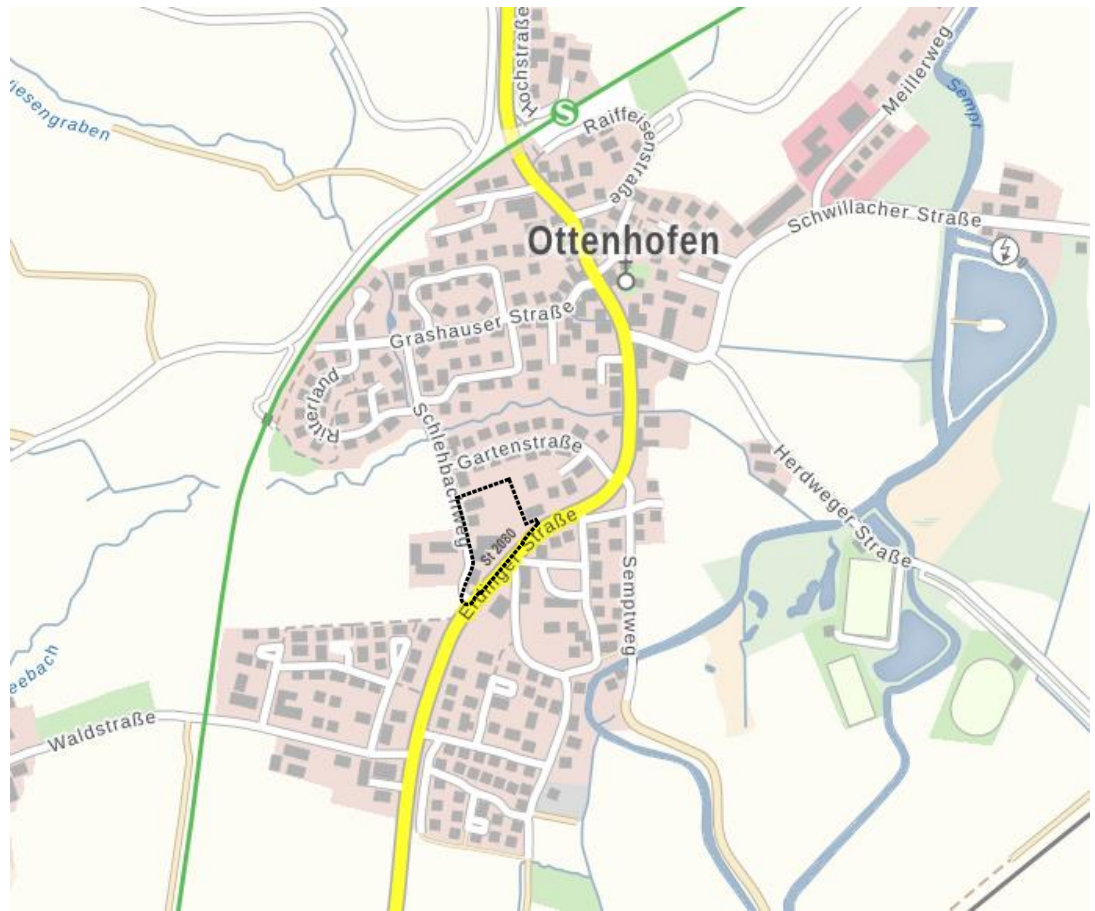 Hochstraße
S
Raiffeisenstraße
Meillerweg
Sempt
iesengraben
Schwillacher Straße
Ottenhofen
Grashauser Straße
Ritterland
Schlehbachweg
Gartenstraße
Herdweger Straße
St 2080
Erdinger Straße
Semptweg
eebach
Waldstraße